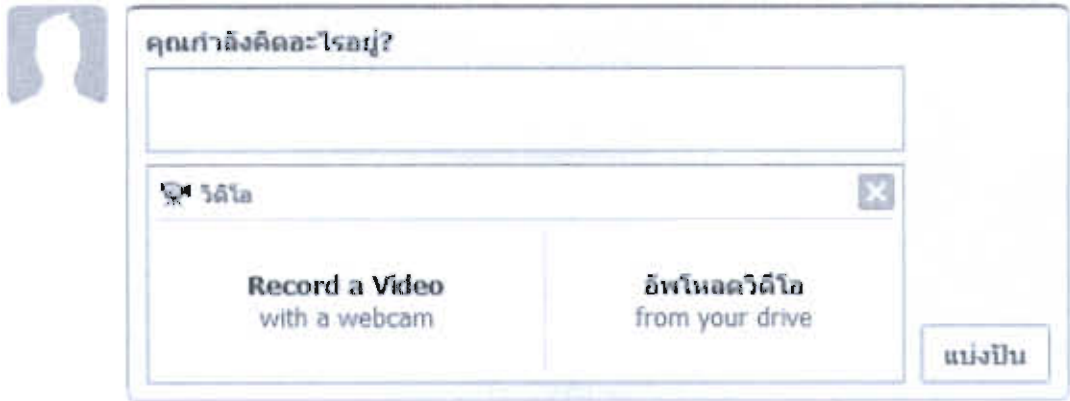 คุณกำลังคิดอะไรอยู่?
วิดีโอ
Record a Video
with a webcam
อัพโหลดวิดีโอ
from your drive
แบ่งปัน